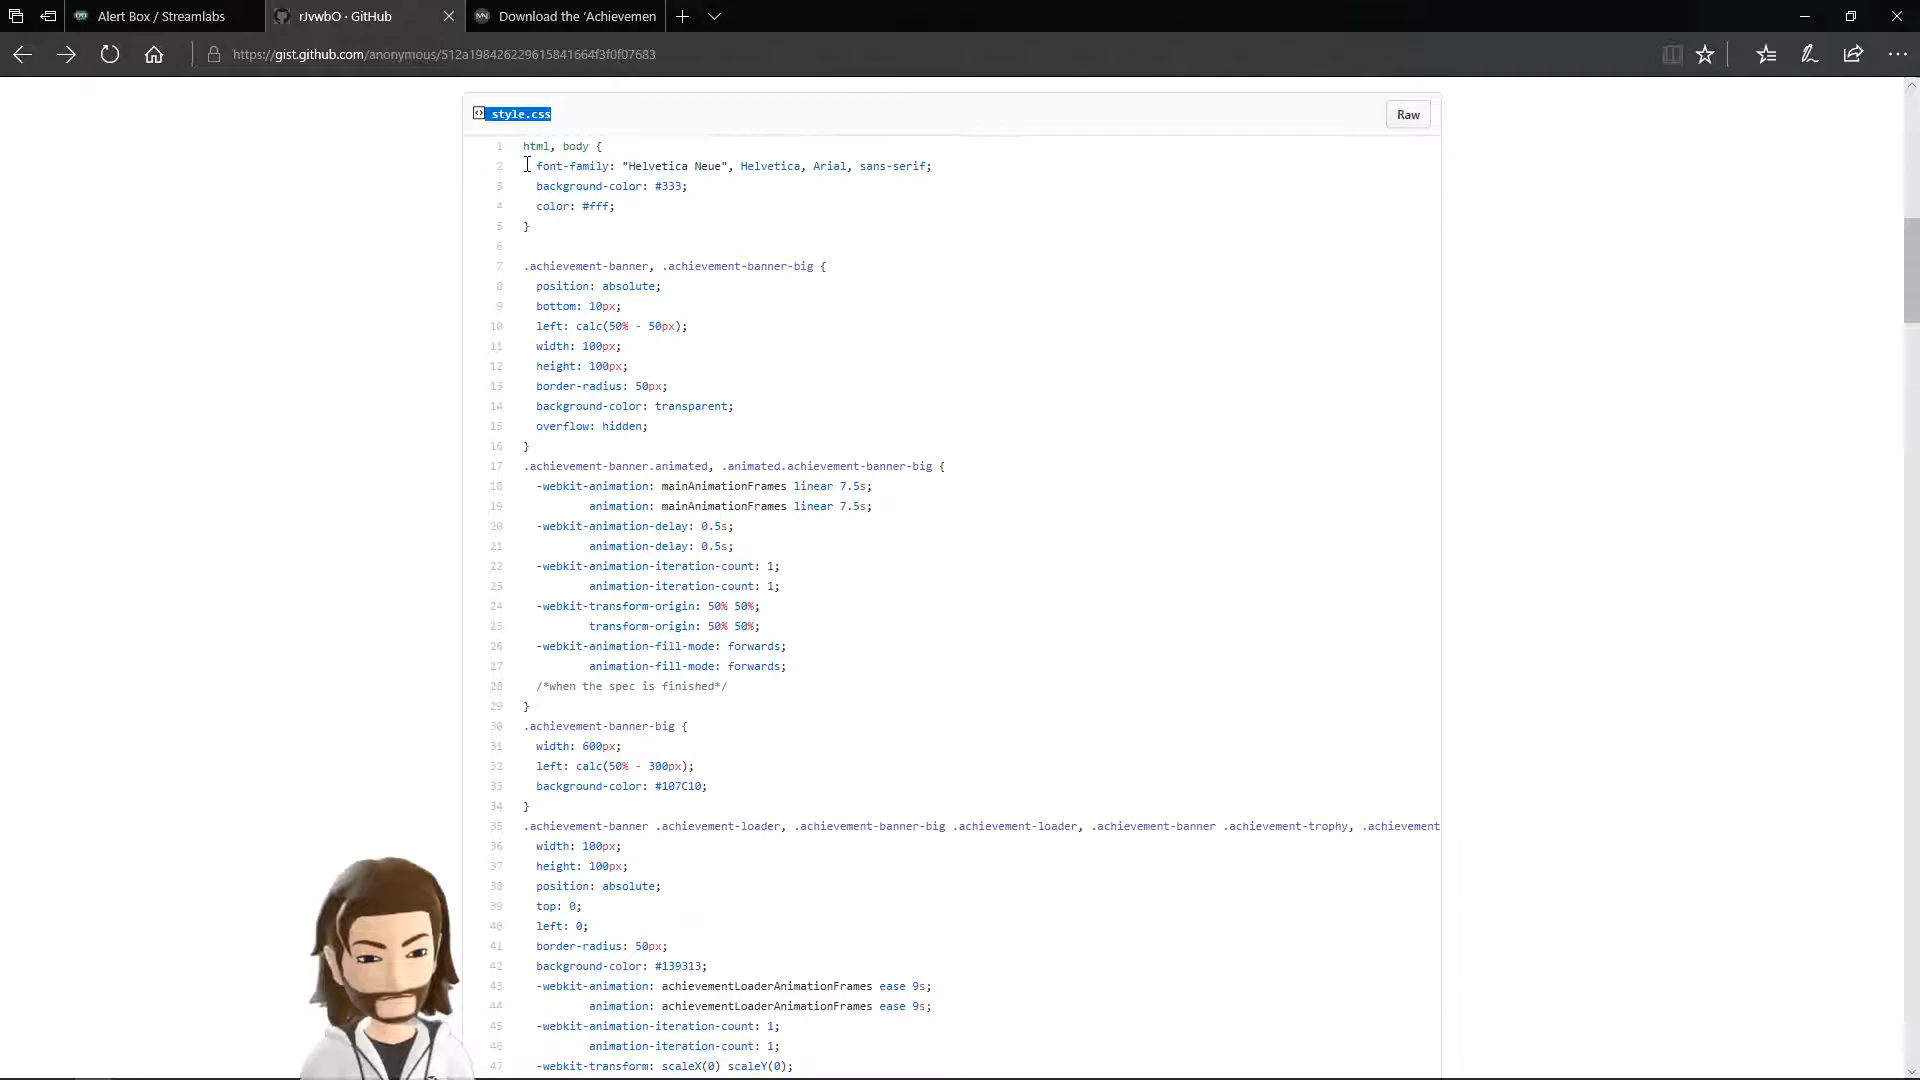 Alert Box / Streamlabs
rJvwbO · GitHub
Download the 'Achievemen
https://gist.github.com/anonymous/512a198426229615841664f3f0f07683
style.css
Raw
1 html, body {
2 font-family: "Helvetica Neue", Helvetica, Arial, sans-serif;
3 background-color: #333;
4 color: #fff;
5 }
6
7 .achievement-banner, .achievement-banner-big {
8 position: absolute;
9 bottom: 10px;
10 left: calc(50% - 50px);
11 width: 100px;
12 height: 100px;
13 border-radius: 50px;
14 background-color: transparent;
15 overflow: hidden;
16 }
17 .achievement-banner.animated, .animated.achievement-banner-big {
18 -webkit-animation: mainAnimationFrames linear 7.5s;
19 animation: mainAnimationFrames linear 7.5s;
20 -webkit-animation-delay: 0.5s;
21 animation-delay: 0.5s;
22 -webkit-animation-iteration-count: 1;
23 animation-iteration-count: 1;
24 -webkit-transform-origin: 50% 50%;
25 transform-origin: 50% 50%;
26 -webkit-animation-fill-mode: forwards;
27 animation-fill-mode: forwards;
28 /*when the spec is finished*/
29 }
30 .achievement-banner-big {
31 width: 600px;
32 left: calc(50% - 300px);
33 background-color: #107C10;
34 }
35 .achievement-banner .achievement-loader, .achievement-banner-big .achievement-loader, .achievement-banner .achievement-trophy, .achievement
36 width: 100px;
37 height: 100px;
38 position: absolute;
39 top: 0;
40 left: 0;
41 border-radius: 50px;
42 background-color: #139313;
43 -webkit-animation: achievementLoaderAnimationFrames ease 9s;
44 animation: achievementLoaderAnimationFrames ease 9s;
45 -webkit-animation-iteration-count: 1;
46 animation-iteration-count: 1;
47 -webkit-transform: scaleX(0) scaleY(0);